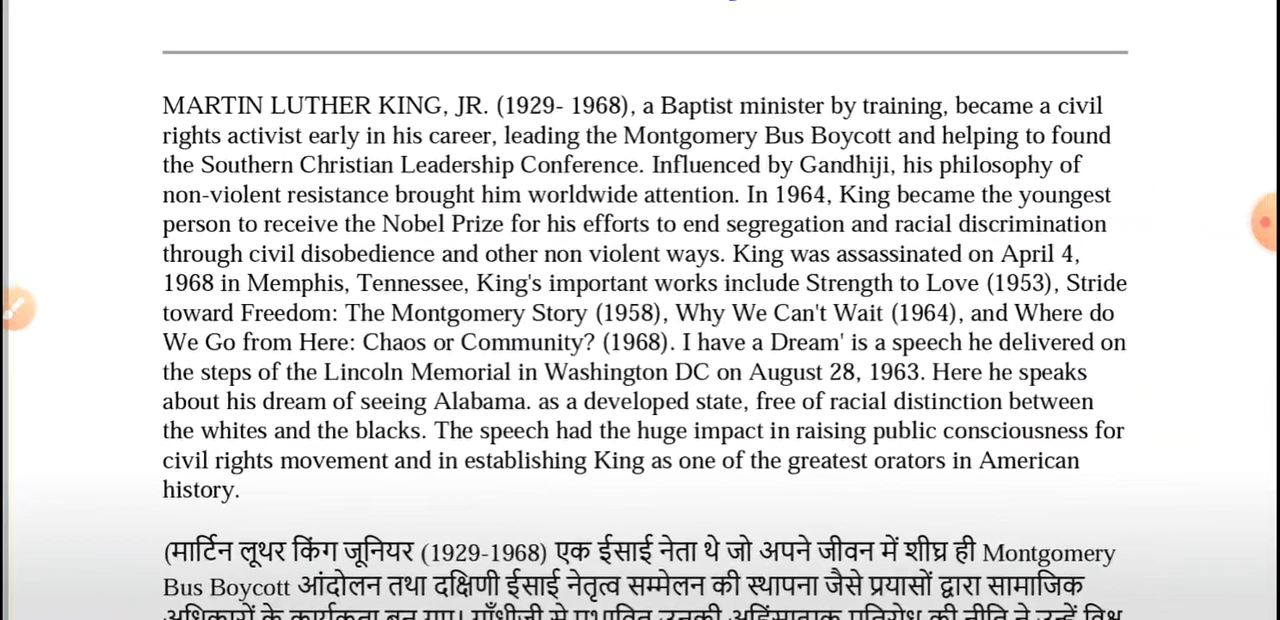 MARTIN LUTHER KING, JR. (1929- 1968), a Baptist minister by training, became a civil
rights activist early in his career, leading the Montgomery Bus Boycott and helping to found
the Southern Christian Leadership Conference. Influenced by Gandhiji, his philosophy of
non-violent resistance brought him worldwide attention. In 1964, King became the youngest
person to receive the Nobel Prize for his efforts to end segregation and racial discrimination
through civil disobedience and other non violent ways. King was assassinated on April 4,
1968 in Memphis, Tennessee, King's important works include Strength to Love (1953), Stride
toward Freedom: The Montgomery Story (1958), Why We Can't Wait (1964), and Where do
We Go from Here: Chaos or Community? (1968). I have a Dream' is a speech he delivered on
the steps of the Lincoln Memorial in Washington DC on August 28, 1963. Here he speaks
about his dream of seeing Alabama. as a developed state, free of racial distinction between
the whites and the blacks. The speech had the huge impact in raising public consciousness for
civil rights movement and in establishing King as one of the greatest orators in American
history.
(मार्टिन लूथर किंग जूनियर (1929-1968) एक ईसाई नेता थे जो अपने जीवन में शीघ्र ही Montgomery
Bus Boycott आंदोलन तथा दक्षिणी ईसाई नेतृत्व सम्मेलन की स्थापना जैसे प्रयासों द्वारा सामाजिक
अधिकारों के कार्यकर्ता बन गए। गाँधीजी से प्रभावित उनकी अहिंसात्मक प्रतिरोध की नीति ने उन्हें विश्व